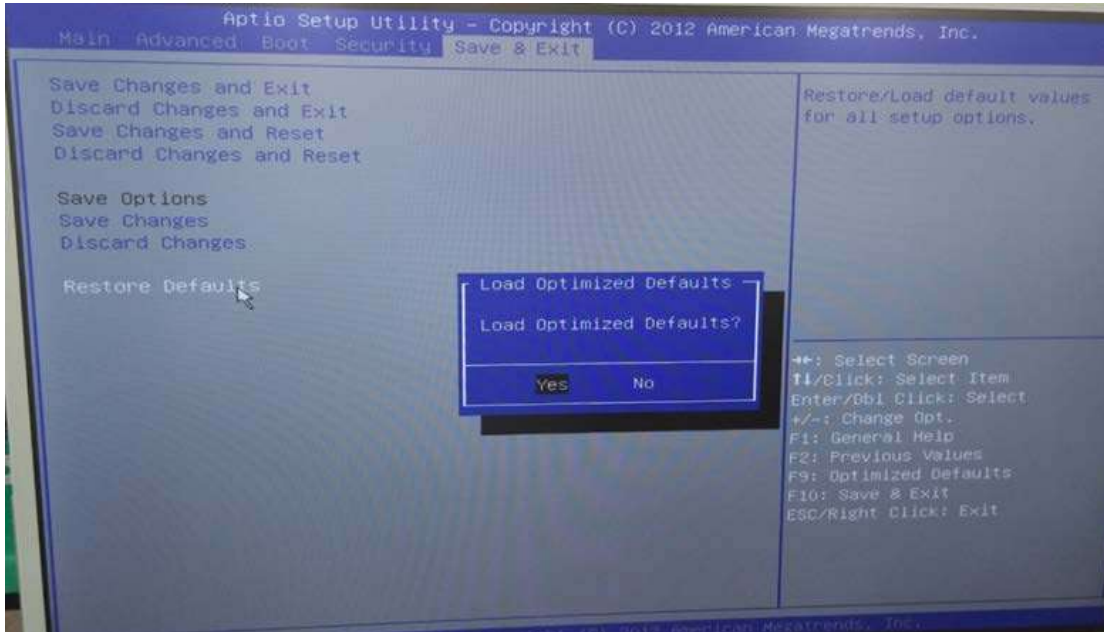 Aptio Setup Utility – Copyright (C) 2012 American Megatrends, Inc.
Main Advanced Boot Security Save & Exit
Save Changes and Exit
Discard Changes and Exit
Save Changes and Reset
Discard Changes and Reset
Save Options
Save Changes
Discard Changes
Restore Defaults
Load Optimized Defaults
Load Optimized Defaults?
Yes No
Restore/Load default values
for all setup options.
→←: Select Screen
↑↓/Click: Select Item
Enter/Dbl Click: Select
+/-: Change Opt.
F1: General Help
F2: Previous Values
F9: Optimized Defaults
F10: Save & Exit
ESC/Right Click: Exit
American Megatrends, Inc.